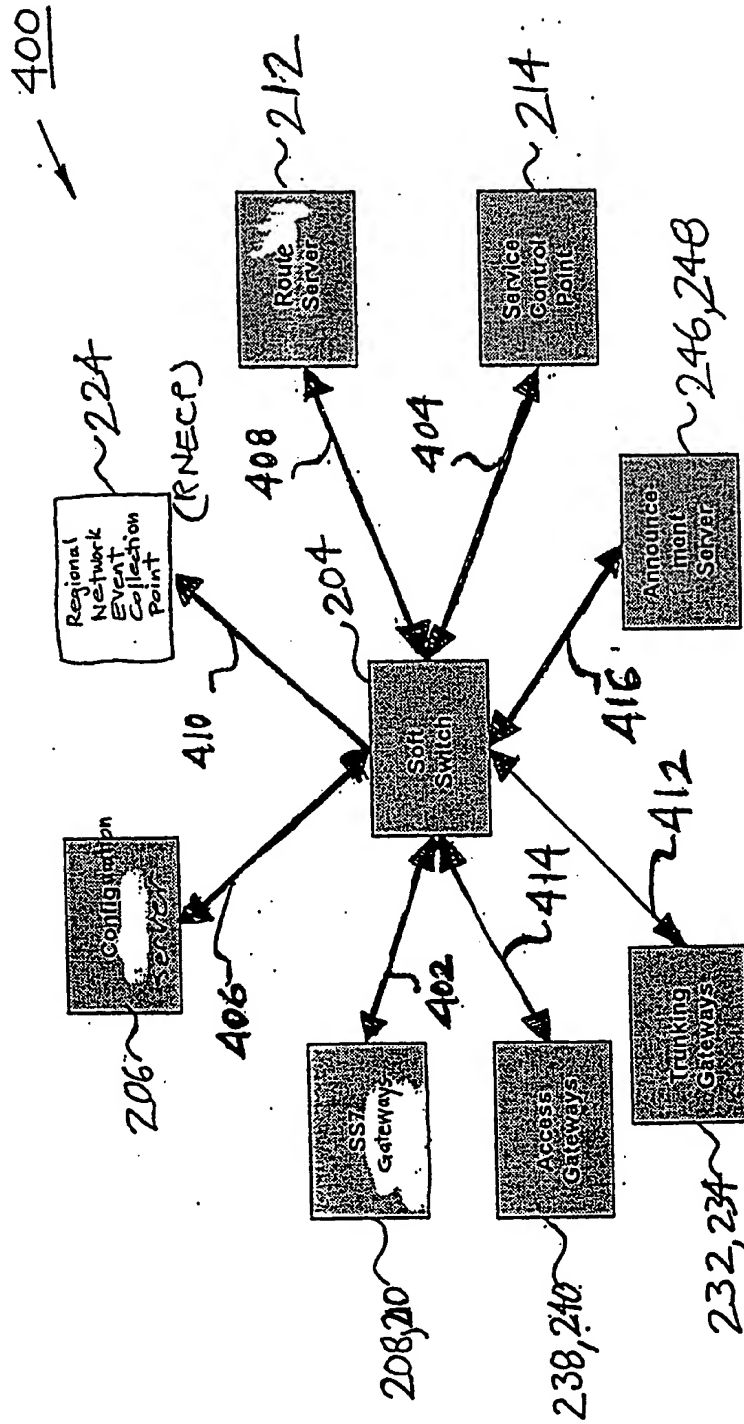 400
Regional
Network
Event
Collection
Point
224
(RNECP)
Configuration
Server
206
406
410
408
Route
Server
212
204
Soft
Switch
404
Service
Control
Point
214
SS7
Gateways
208,210
402
Access
Gateways
238,240
414
Trunking
Gateways
232,234
412
416
Announce-
ment
Server
246,248